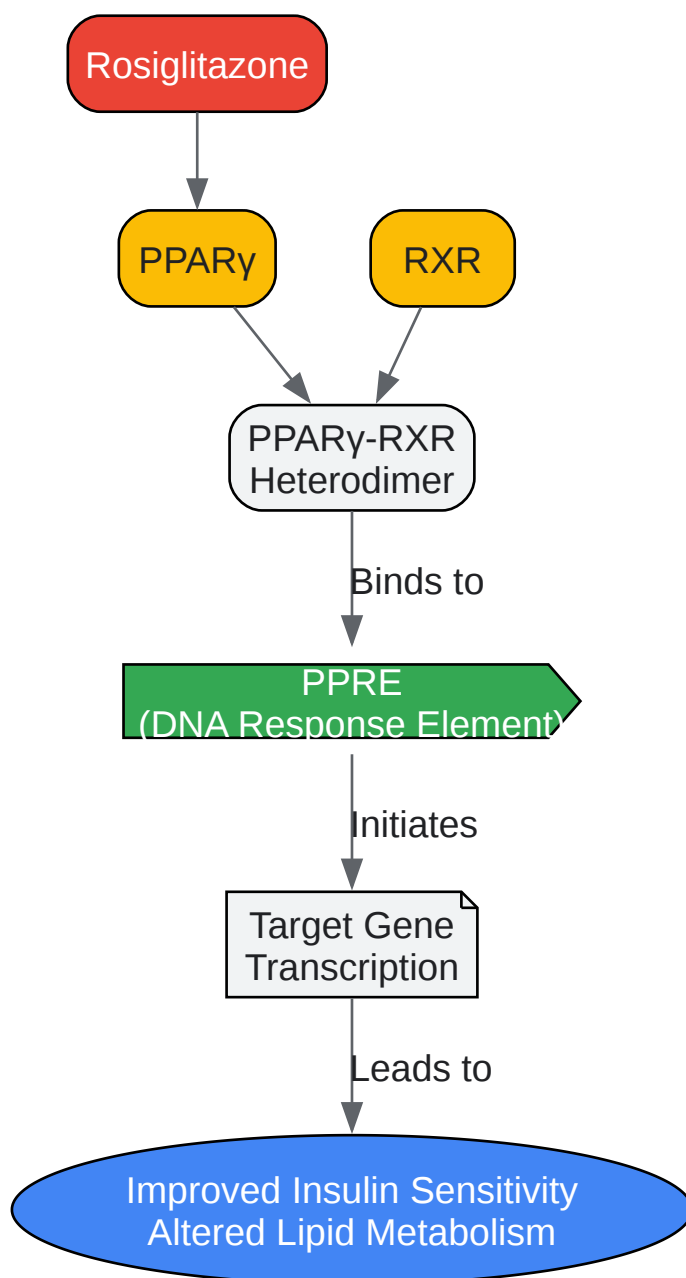 Rosiglitazone
PPARγ
RXR
PPARγ-RXR
Heterodimer
Binds to
PPRE
(DNA Response Element)
Initiates
Target Gene
Transcription
Leads to
Improved Insulin Sensitivity
Altered Lipid Metabolism